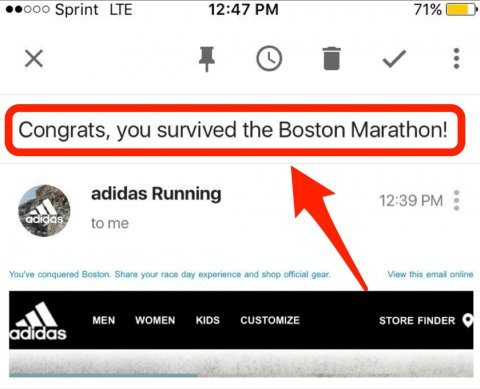 Sprint LTE 12:47 PM 71%
Congrats, you survived the Boston Marathon!
adidas Running 12:39 PM
to me
adidas
You've conquered Boston. Share your race day experience and shop official gear. View this email online
adidas MEN WOMEN KIDS CUSTOMIZE STORE FINDER